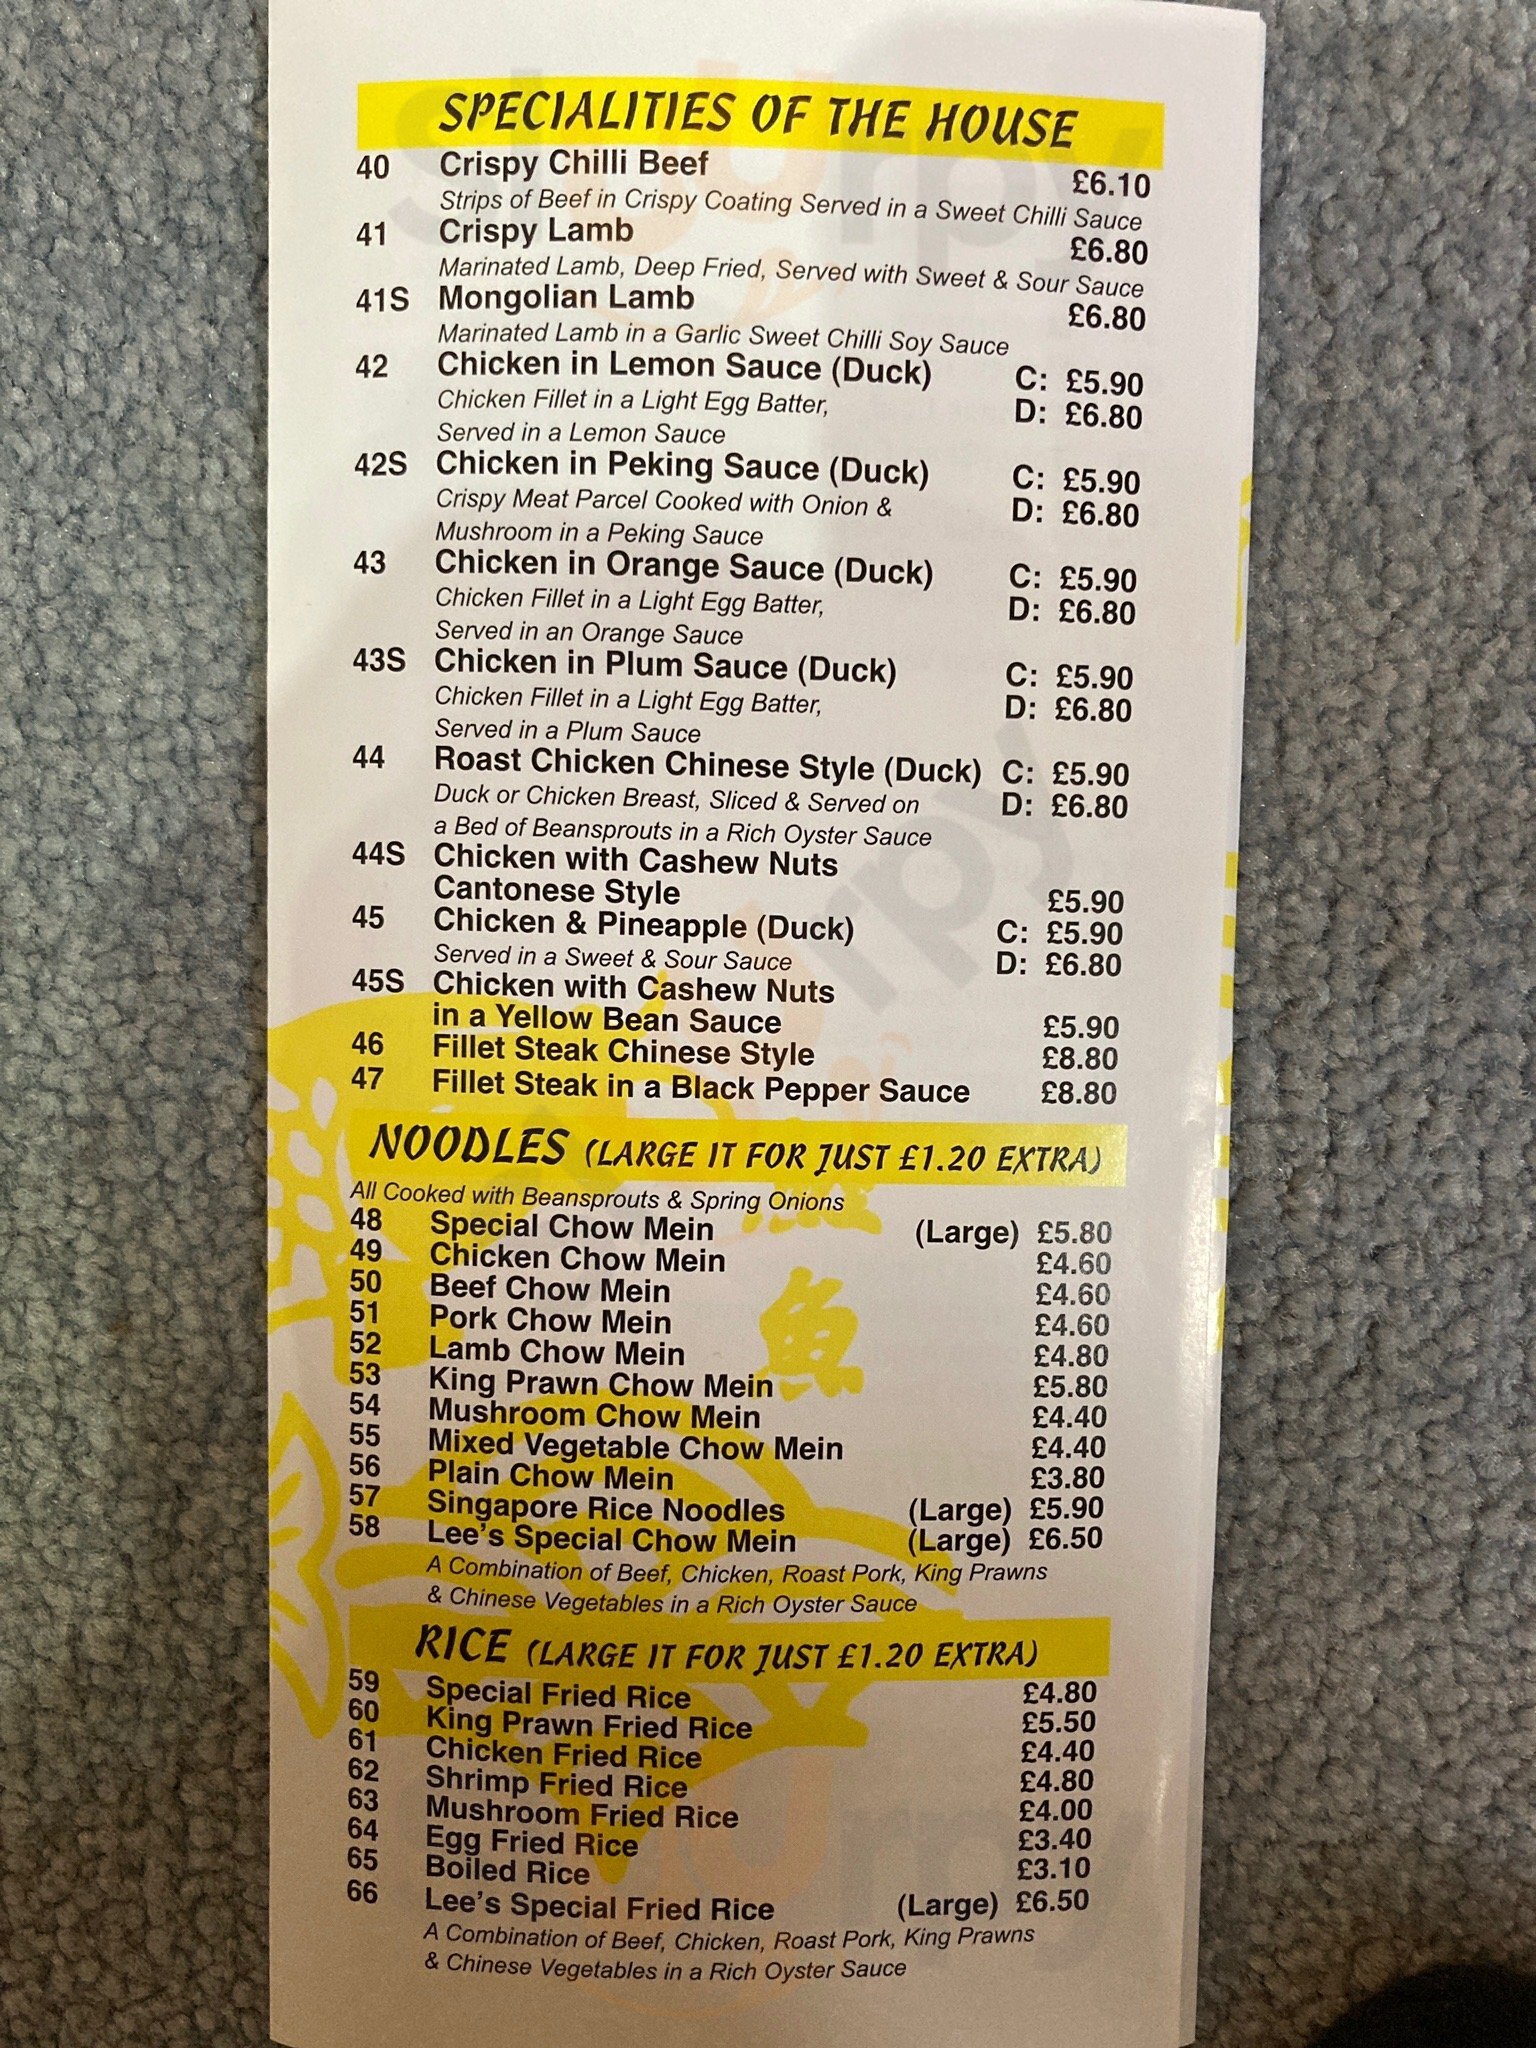 SPECIALITIES OF THE HOUSE
40 Crispy Chilli Beef £6.10
Strips of Beef in Crispy Coating Served in a Sweet Chilli Sauce
41 Crispy Lamb £6.80
Marinated Lamb, Deep Fried, Served with Sweet & Sour Sauce
41S Mongolian Lamb £6.80
Marinated Lamb in a Garlic Sweet Chilli Soy Sauce
42 Chicken in Lemon Sauce (Duck) C: £5.90
Chicken Fillet in a Light Egg Batter, D: £6.80
Served in a Lemon Sauce
42S Chicken in Peking Sauce (Duck) C: £5.90
Crispy Meat Parcel Cooked with Onion & D: £6.80
Mushroom in a Peking Sauce
43 Chicken in Orange Sauce (Duck) C: £5.90
Chicken Fillet in a Light Egg Batter, D: £6.80
Served in an Orange Sauce
43S Chicken in Plum Sauce (Duck) C: £5.90
Chicken Fillet in a Light Egg Batter, D: £6.80
Served in a Plum Sauce
44 Roast Chicken Chinese Style (Duck) C: £5.90
Duck or Chicken Breast, Sliced & Served on D: £6.80
a Bed of Beansprouts in a Rich Oyster Sauce
44S Chicken with Cashew Nuts
Cantonese Style £5.90
45 Chicken & Pineapple (Duck) C: £5.90
Served in a Sweet & Sour Sauce D: £6.80
45S Chicken with Cashew Nuts
in a Yellow Bean Sauce £5.90
46 Fillet Steak Chinese Style £8.80
47 Fillet Steak in a Black Pepper Sauce £8.80
NOODLES (LARGE IT FOR JUST £1.20 EXTRA)
All Cooked with Beansprouts & Spring Onions
48 Special Chow Mein (Large) £5.80
49 Chicken Chow Mein £4.60
50 Beef Chow Mein £4.60
51 Pork Chow Mein £4.60
52 Lamb Chow Mein £4.80
53 King Prawn Chow Mein £5.80
54 Mushroom Chow Mein £4.40
55 Mixed Vegetable Chow Mein £4.40
56 Plain Chow Mein £3.80
57 Singapore Rice Noodles (Large) £5.90
58 Lee's Special Chow Mein (Large) £6.50
A Combination of Beef, Chicken, Roast Pork, King Prawns
& Chinese Vegetables in a Rich Oyster Sauce
魚
RICE (LARGE IT FOR JUST £1.20 EXTRA)
59 Special Fried Rice £4.80
60 King Prawn Fried Rice £5.50
61 Chicken Fried Rice £4.40
62 Shrimp Fried Rice £4.80
63 Mushroom Fried Rice £4.00
64 Egg Fried Rice £3.40
65 Boiled Rice £3.10
66 Lee's Special Fried Rice (Large) £6.50
A Combination of Beef, Chicken, Roast Pork, King Prawns
& Chinese Vegetables in a Rich Oyster Sauce